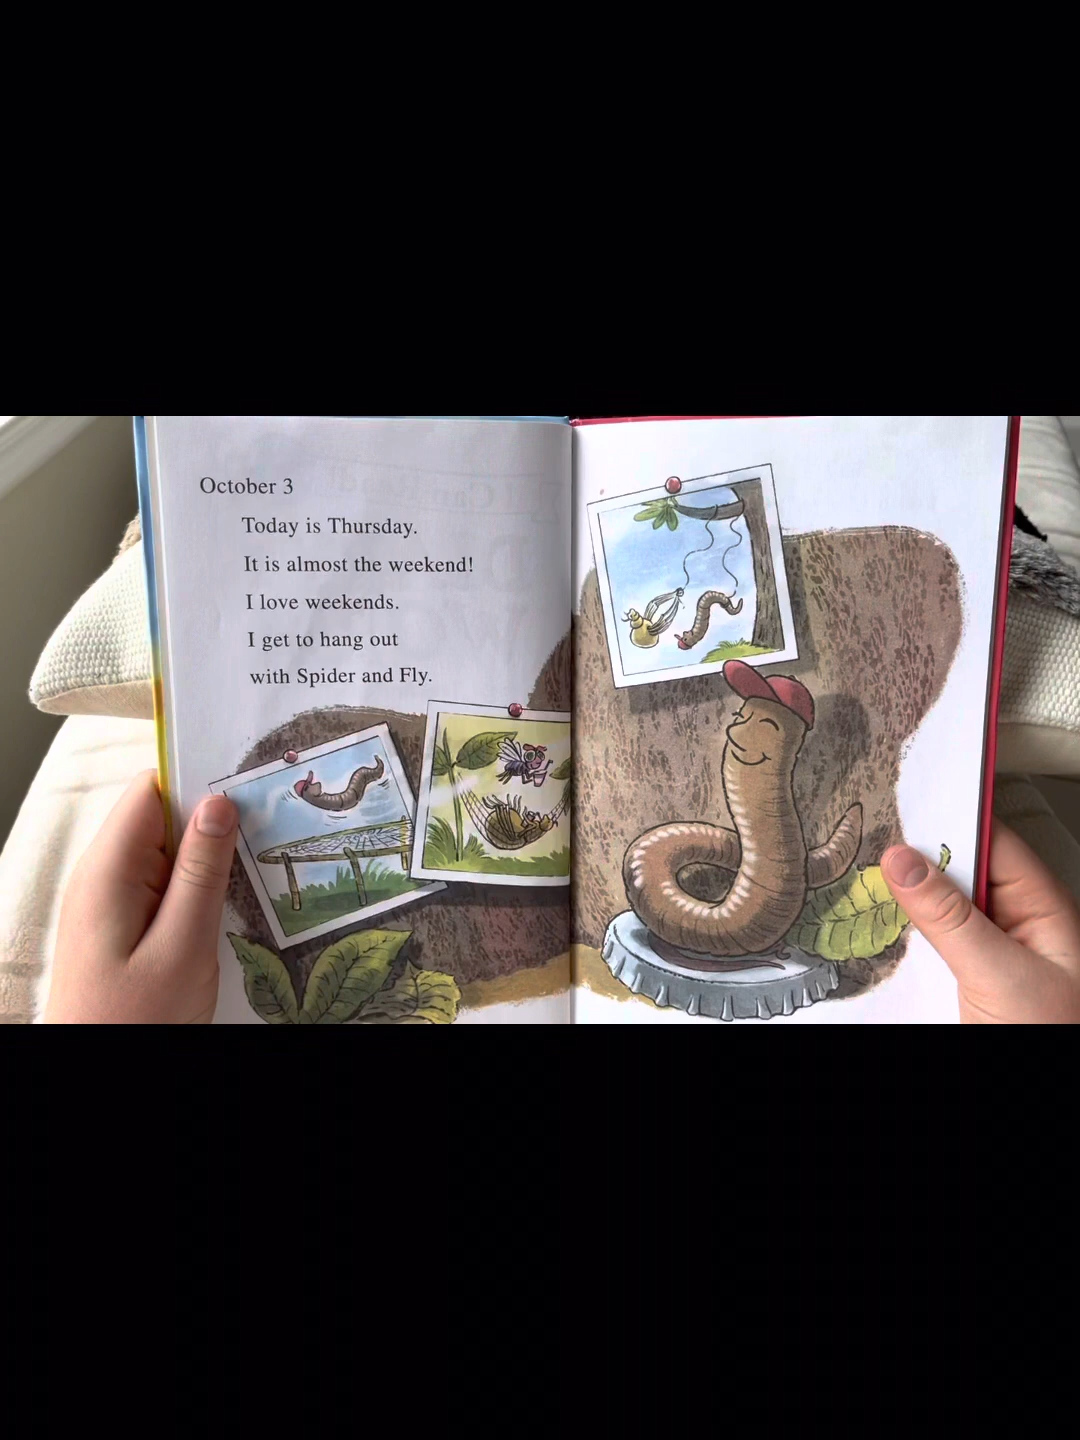 October 3
Today is Thursday.
It is almost the weekend!
I love weekends.
I get to hang out
with Spider and Fly.